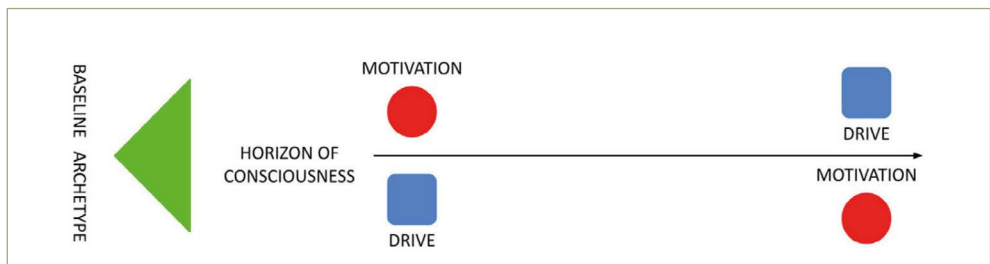 BASELINE ARCHETYPE
HORIZON OF
CONSCIOUSNESS
MOTIVATION
DRIVE
DRIVE
MOTIVATION